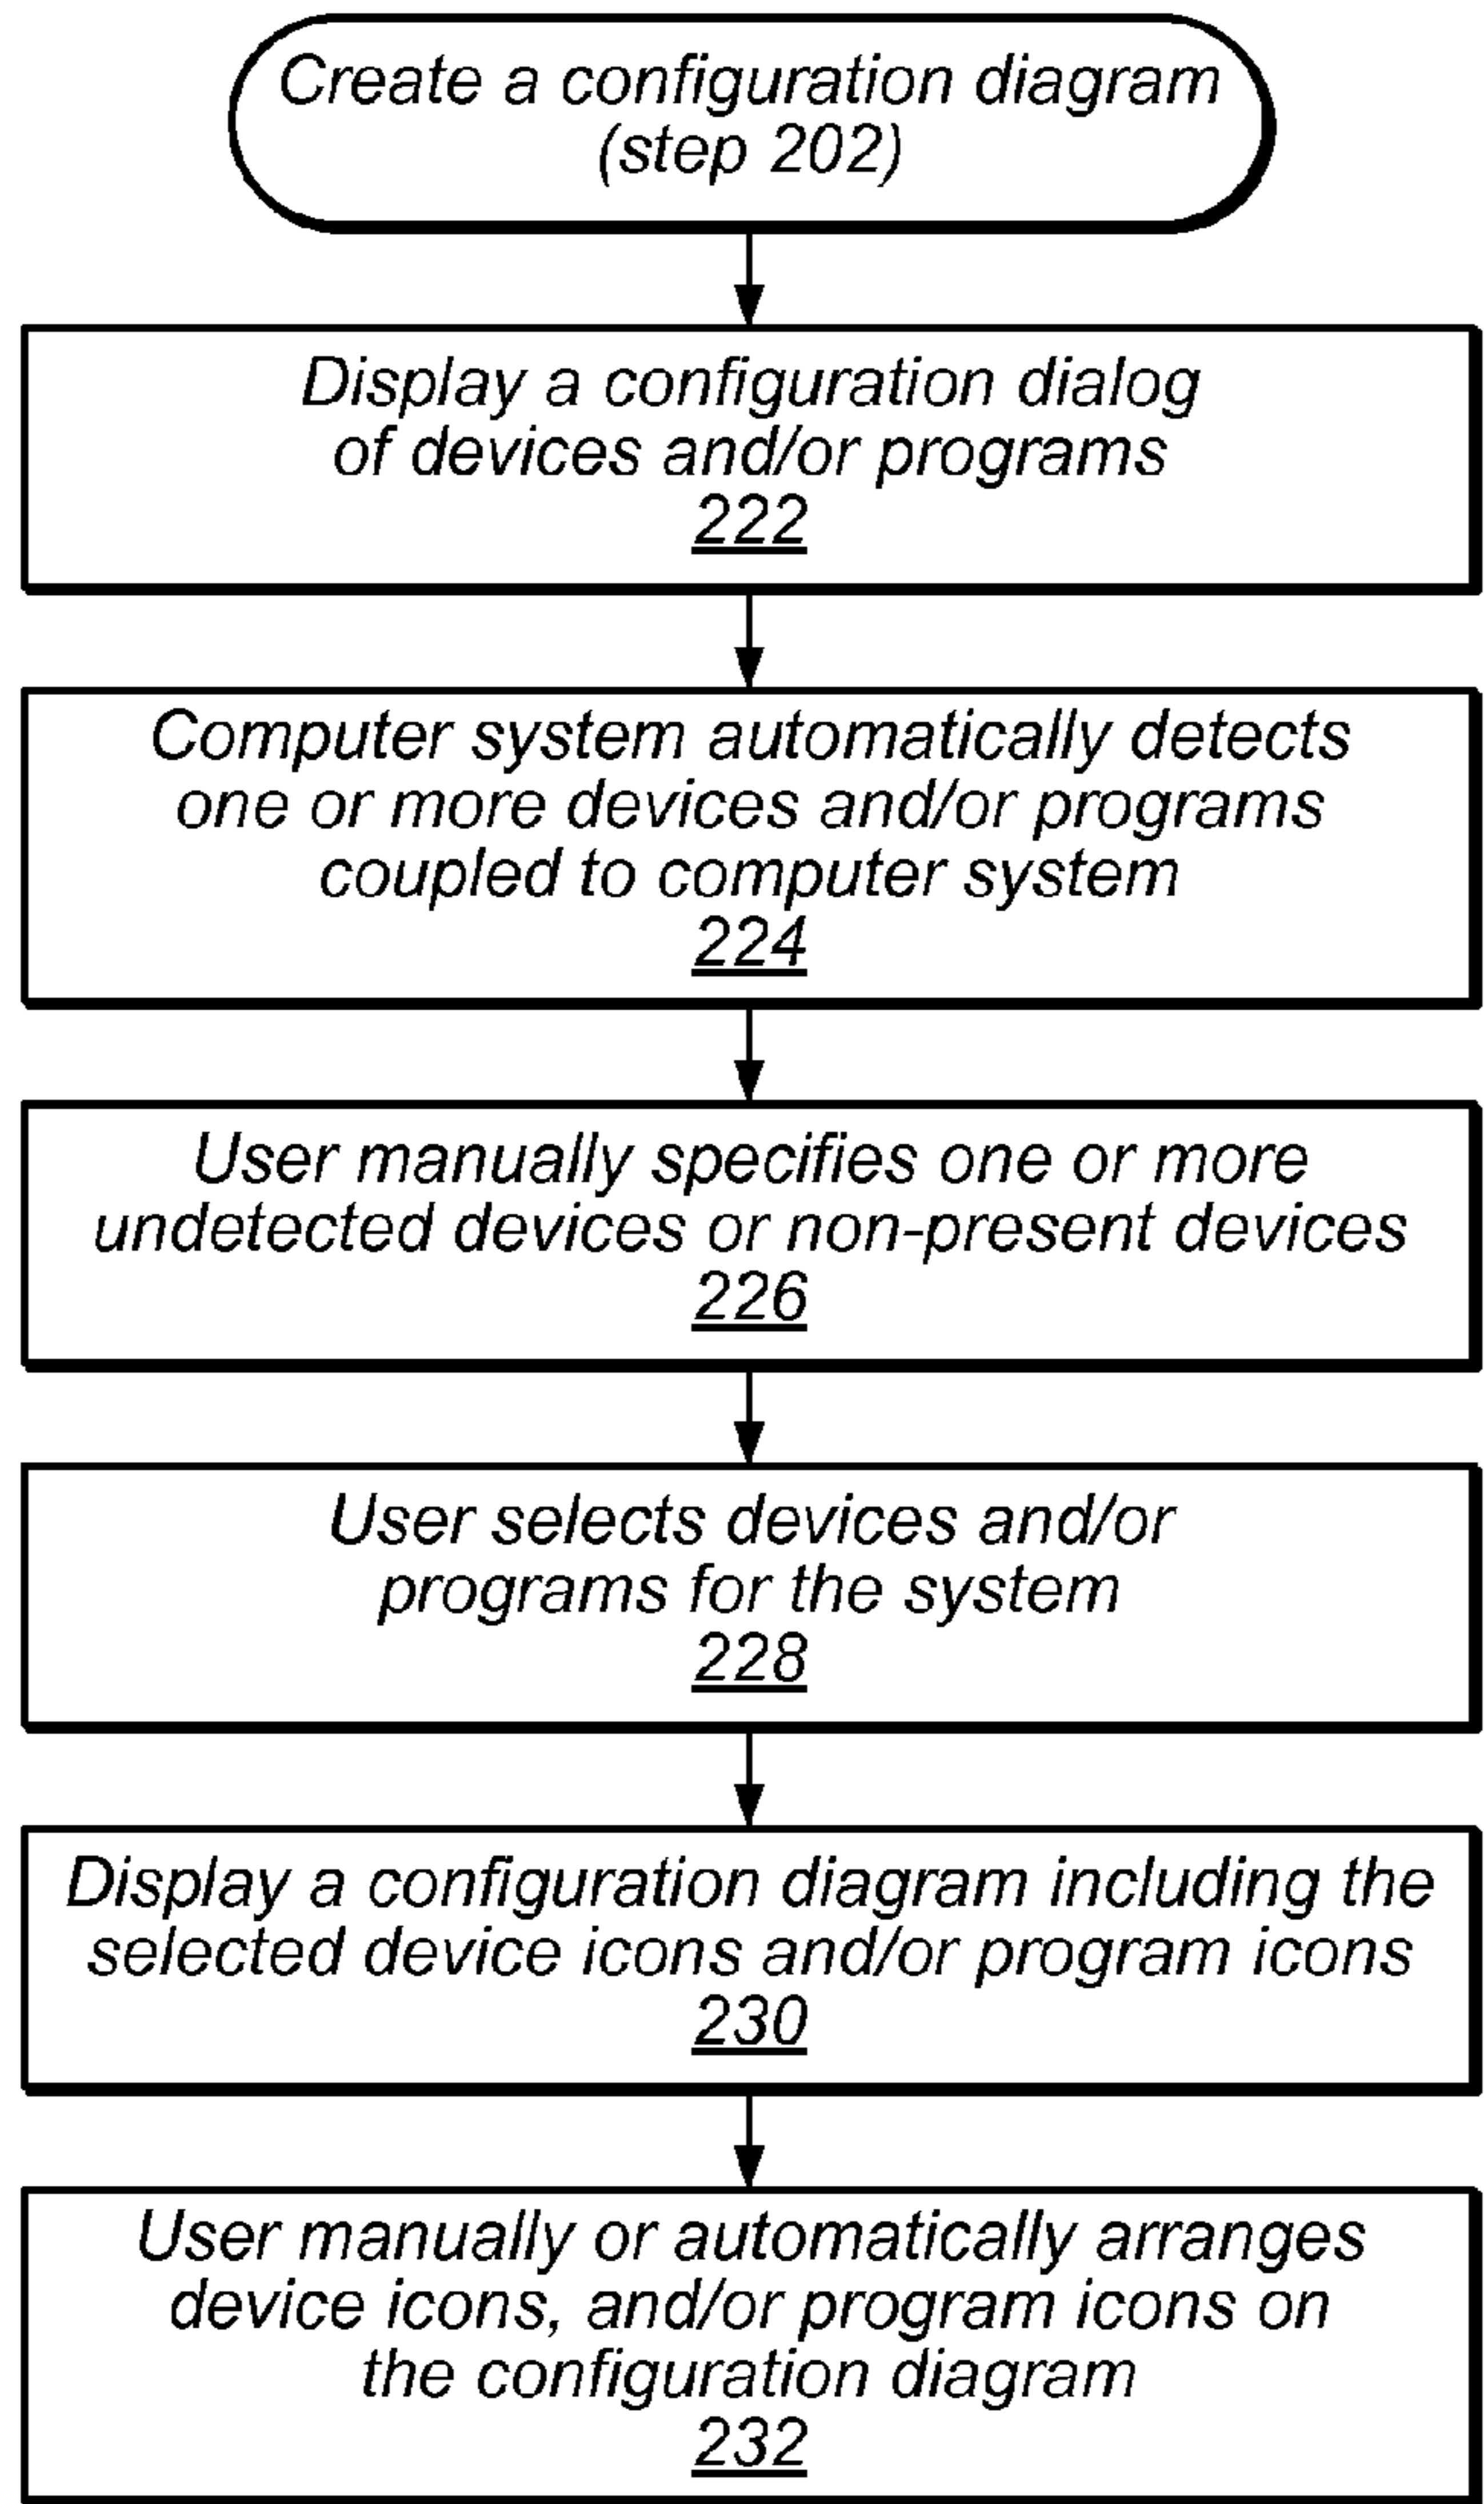 Create a configuration diagram
(step 202)
Display a configuration dialog
of devices and/or programs
222
Computer system automatically detects
one or more devices and/or programs
coupled to computer system
224
User manually specifies one or more
undetected devices or non-present devices
226
User selects devices and/or
programs for the system
228
Display a configuration diagram including the
selected device icons and/or program icons
230
User manually or automatically arranges
device icons, and/or program icons on
the configuration diagram
232